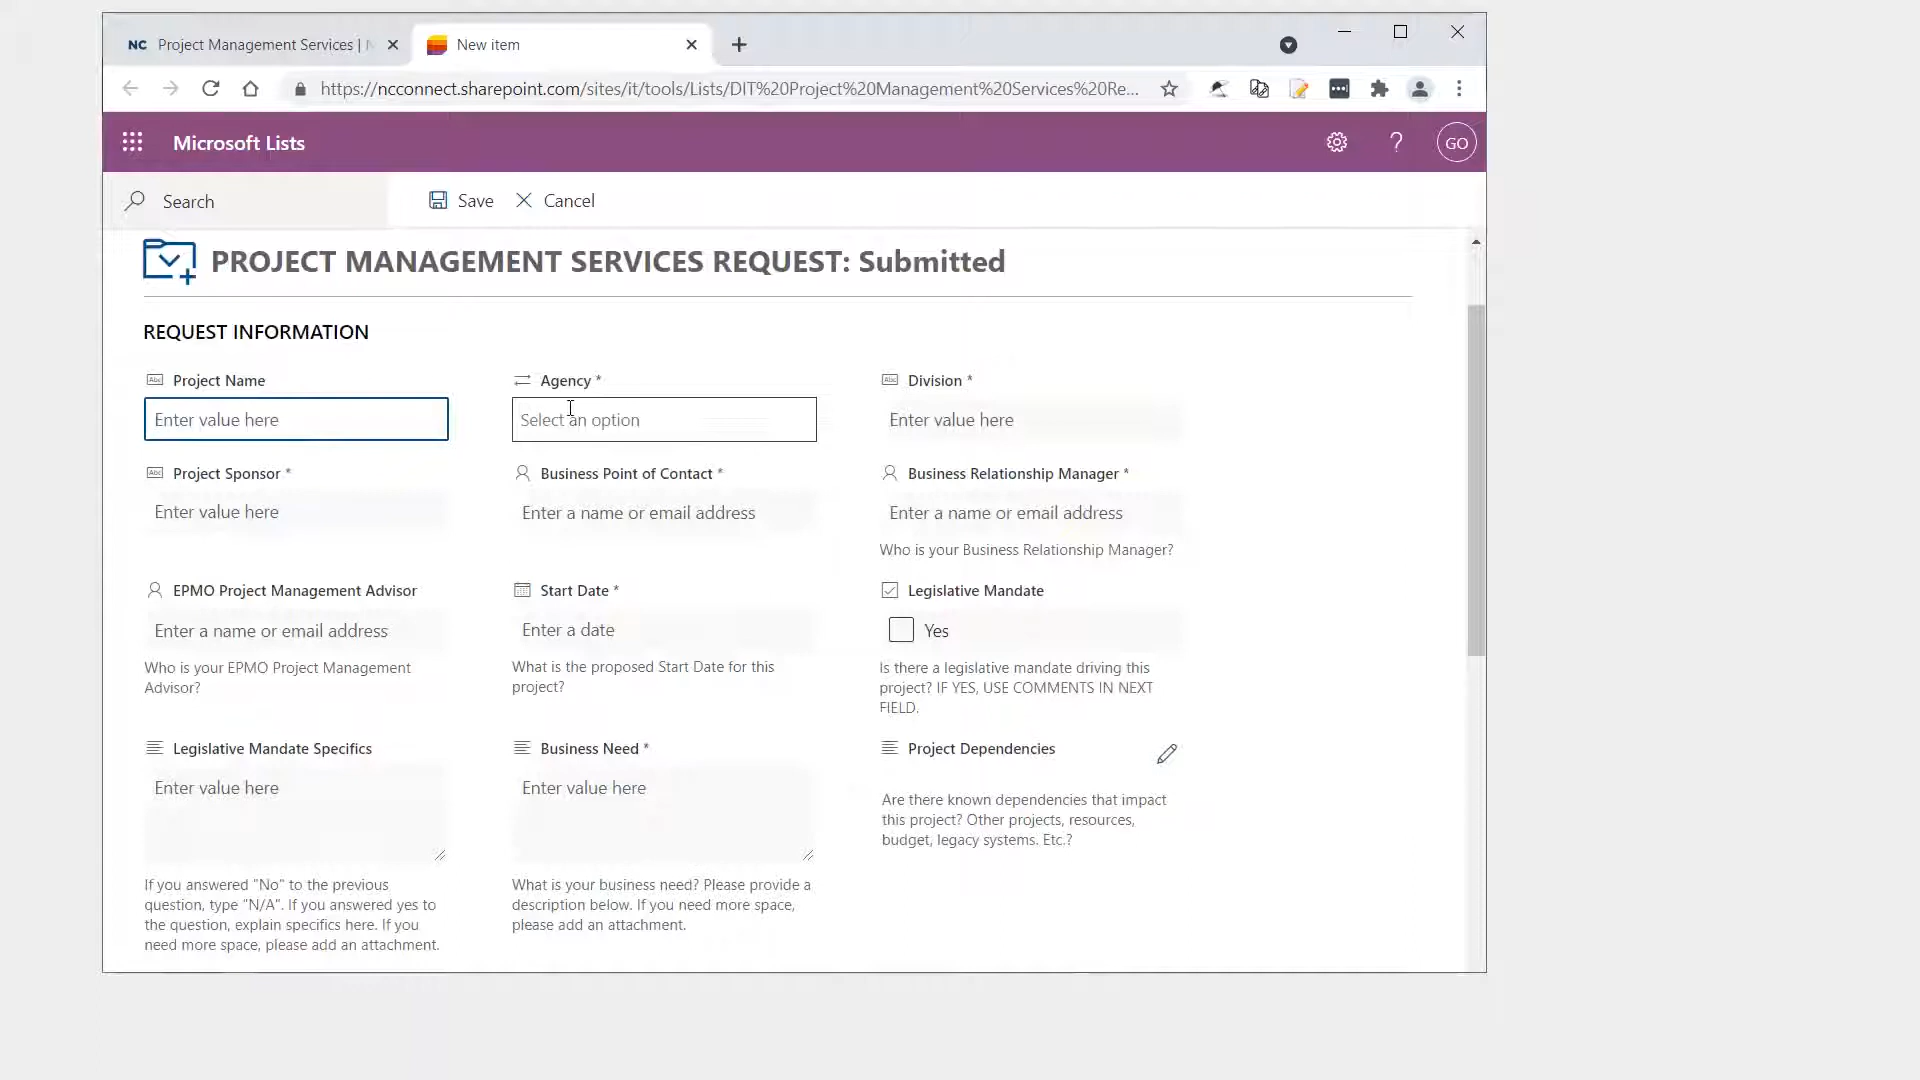 NC Project Management Services |
New item
https://ncconnect.sharepoint.com/sites/it/tools/Lists/DIT%20Project%20Management%20Services%20Re...
Microsoft Lists
GO
Search
Save
Cancel
PROJECT MANAGEMENT SERVICES REQUEST: Submitted
REQUEST INFORMATION
Abc Project Name
Agency *
Abc Division *
Enter value here
Select an option
Enter value here
Abc Project Sponsor *
Business Point of Contact *
Business Relationship Manager *
Enter value here
Enter a name or email address
Enter a name or email address
Who is your Business Relationship Manager?
EPMO Project Management Advisor
Start Date *
Legislative Mandate
Enter a name or email address
Enter a date
Yes
Who is your EPMO Project Management
Advisor?
What is the proposed Start Date for this
project?
Is there a legislative mandate driving this
project? IF YES, USE COMMENTS IN NEXT
FIELD.
Legislative Mandate Specifics
Business Need *
Project Dependencies
Enter value here
Enter value here
Are there known dependencies that impact
this project? Other projects, resources,
budget, legacy systems. Etc.?
If you answered "No" to the previous
question, type "N/A". If you answered yes to
the question, explain specifics here. If you
need more space, please add an attachment.
What is your business need? Please provide a
description below. If you need more space,
please add an attachment.